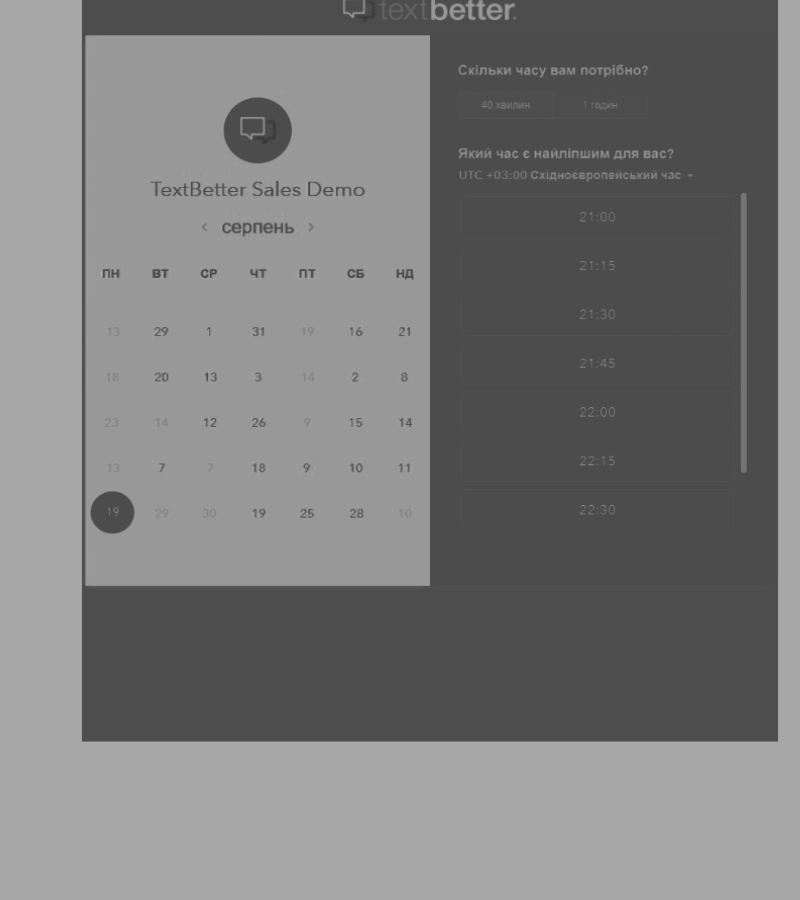 textbetter.
TextBetter Sales Demo
‹ серпень ›
ПН ВТ СР ЧТ ПТ СБ НД
13 29 1 31 19 16 21
18 20 13 3 14 2 8
23 14 12 26 9 15 14
13 7 7 18 9 10 11
19 29 30 19 25 28 10
Скільки часу вам потрібно?
40 хвилин 1 годин
Який час є найліпшим для вас?
UTC +03:00 Східноєвропейський час
21:00
21:15
21:30
21:45
22:00
22:15
22:30